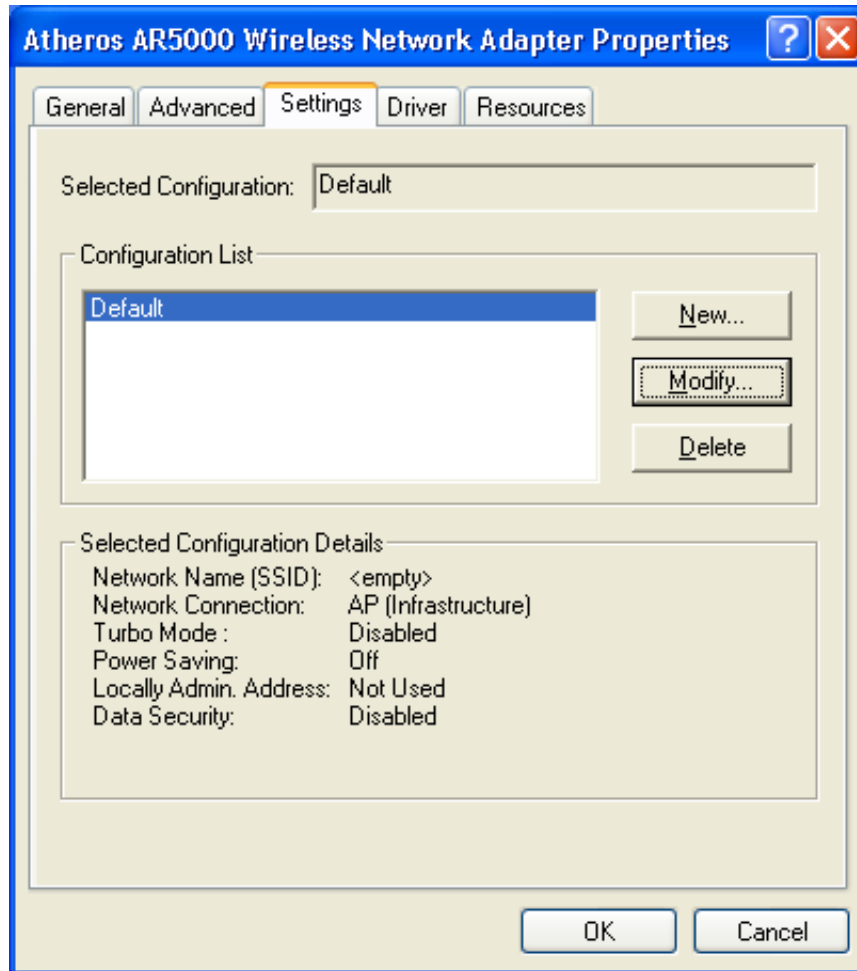 Atheros AR5000 Wireless Network Adapter Properties
General Advanced Settings Driver Resources
Selected Configuration: Default
Configuration List
Default
New...
Modify...
Delete
Selected Configuration Details
Network Name (SSID): <empty>
Network Connection: AP (Infrastructure)
Turbo Mode : Disabled
Power Saving: Off
Locally Admin. Address: Not Used
Data Security: Disabled
OK Cancel